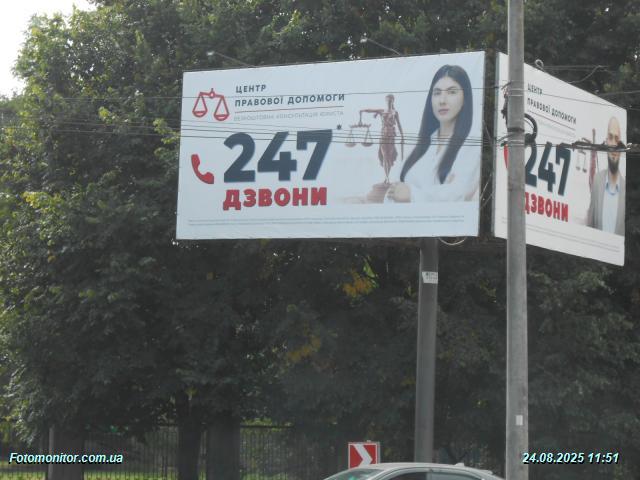 ЦЕНТР
ПРАВОВОЇ ДОПОМОГИ
БЕЗКОШТОВНА КОНСУЛЬТАЦІЯ ЮРИСТА
247*
ДЗВОНИ
ЦЕНТР
ПРАВОВОЇ ДОПОМОГИ
247
ДЗВОНИ
Fotomonitor.com.ua
24.08.2025 11:51